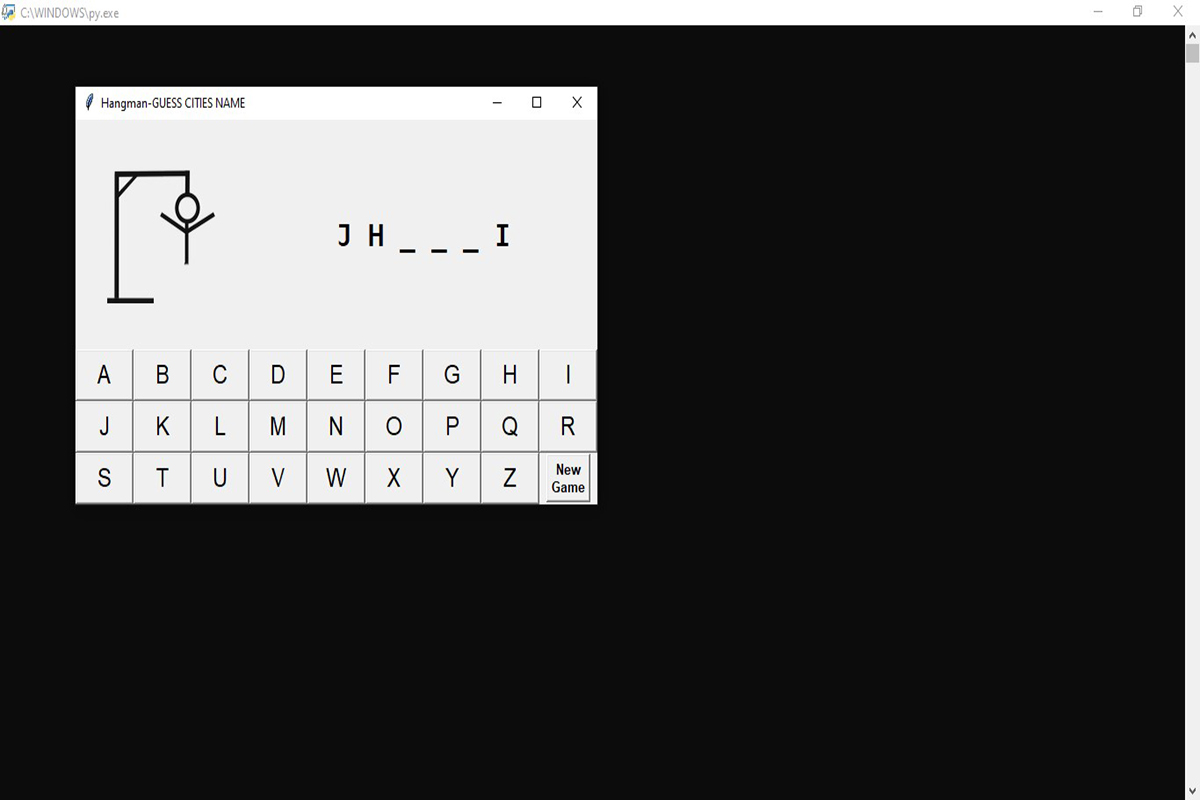 C:\WINDOWS\py.exe
Hangman-GUESS CITIES NAME
J H _ _ _ I
A B C D E F G H I
J K L M N O P Q R
S T U V W X Y Z New Game